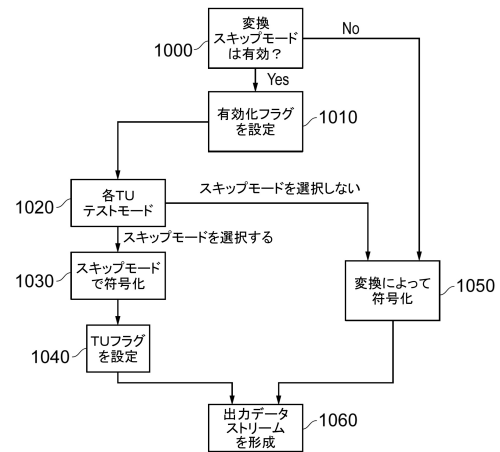 変換
スキップモード
は有効？
1000
No
Yes
有効化フラグ
を設定
1010
各TU
テストモード
1020
スキップモードを選択しない
スキップモードを選択する
スキップモード
で符号化
1030
変換によって
符号化
1050
TUフラグ
を設定
1040
出力データ
ストリーム
を形成
1060